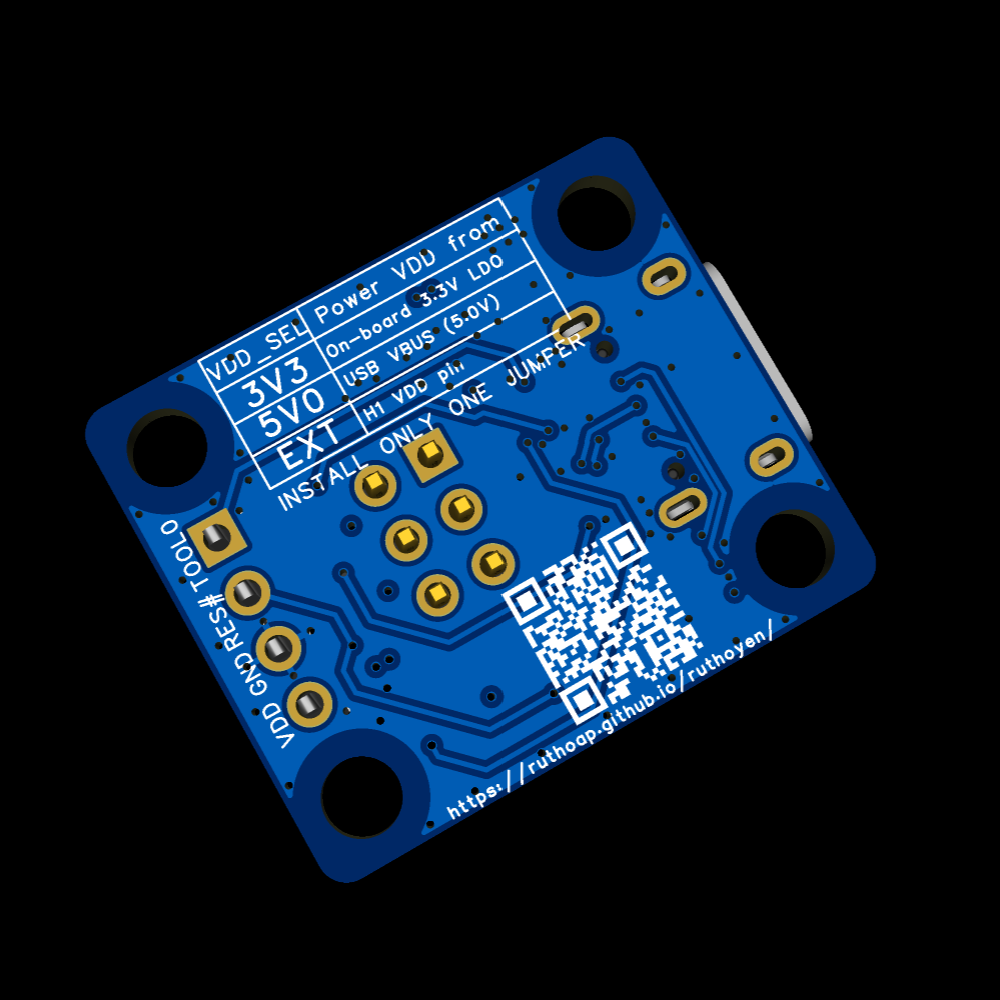 VDD_SEL Power VDD from
3V3 On-board 3.3V LDO
5V0 USB VBUS (5.0V)
EXT H1 VDD pin
INSTALL ONLY ONE JUMPER
TOOL0
RES#
GND
VDD
https://ruthoap.github.io/ruthoyen/